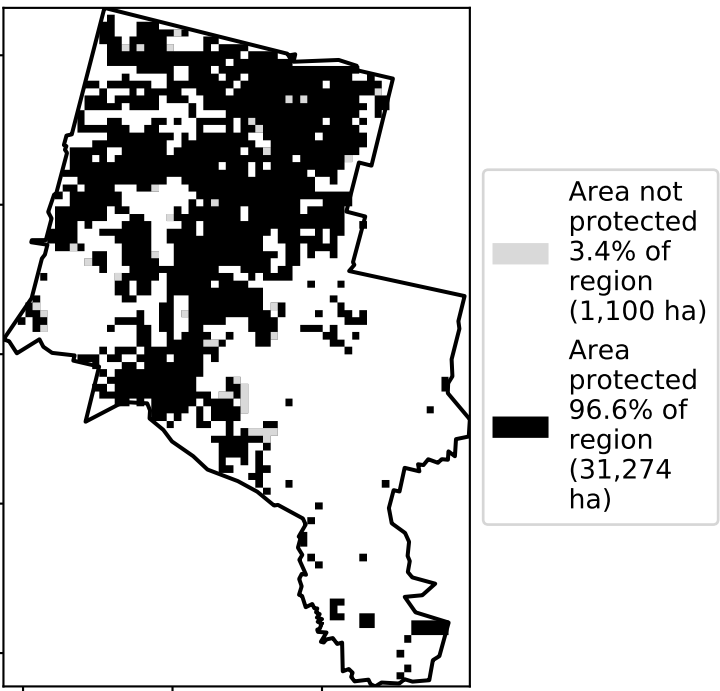 Area not
protected
3.4% of
region
(1,100 ha)
Area
protected
96.6% of
region
(31,274
ha)